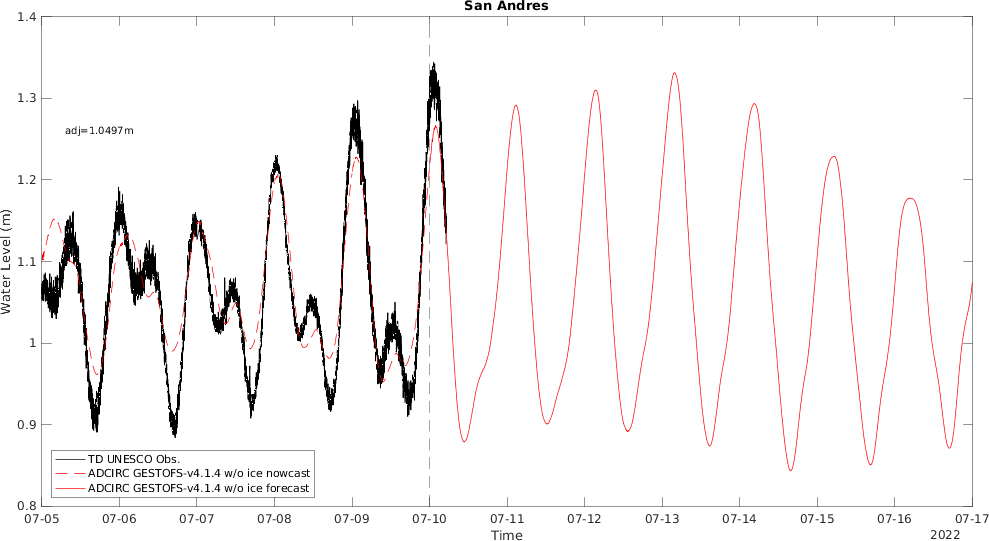 San Andres
1.4
1.3
1.2
1.1
1
0.9
0.8
Water Level (m)
adj=1.0497m
TD UNESCO Obs.
ADCIRC GESTOFS-v4.1.4 w/o ice nowcast
ADCIRC GESTOFS-v4.1.4 w/o ice forecast
07-05 07-06 07-07 07-08 07-09 07-10 07-11 07-12 07-13 07-14 07-15 07-16 07-17
Time
2022